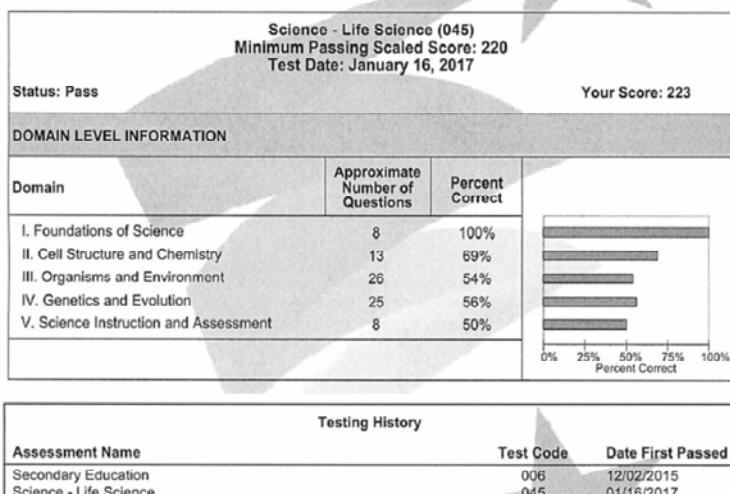 Science - Life Science (045)
Minimum Passing Scaled Score: 220
Test Date: January 16, 2017
Status: Pass Your Score: 223
DOMAIN LEVEL INFORMATION
Domain Approximate Number of Questions Percent Correct
I. Foundations of Science 8 100%
II. Cell Structure and Chemistry 13 69%
III. Organisms and Environment 26 54%
IV. Genetics and Evolution 25 56%
V. Science Instruction and Assessment 8 50%
0% 25% 50% 75% 100%
Percent Correct
Testing History
Assessment Name Test Code Date First Passed
Secondary Education 006 12/02/2015
Science - Life Science 045 01/16/2017